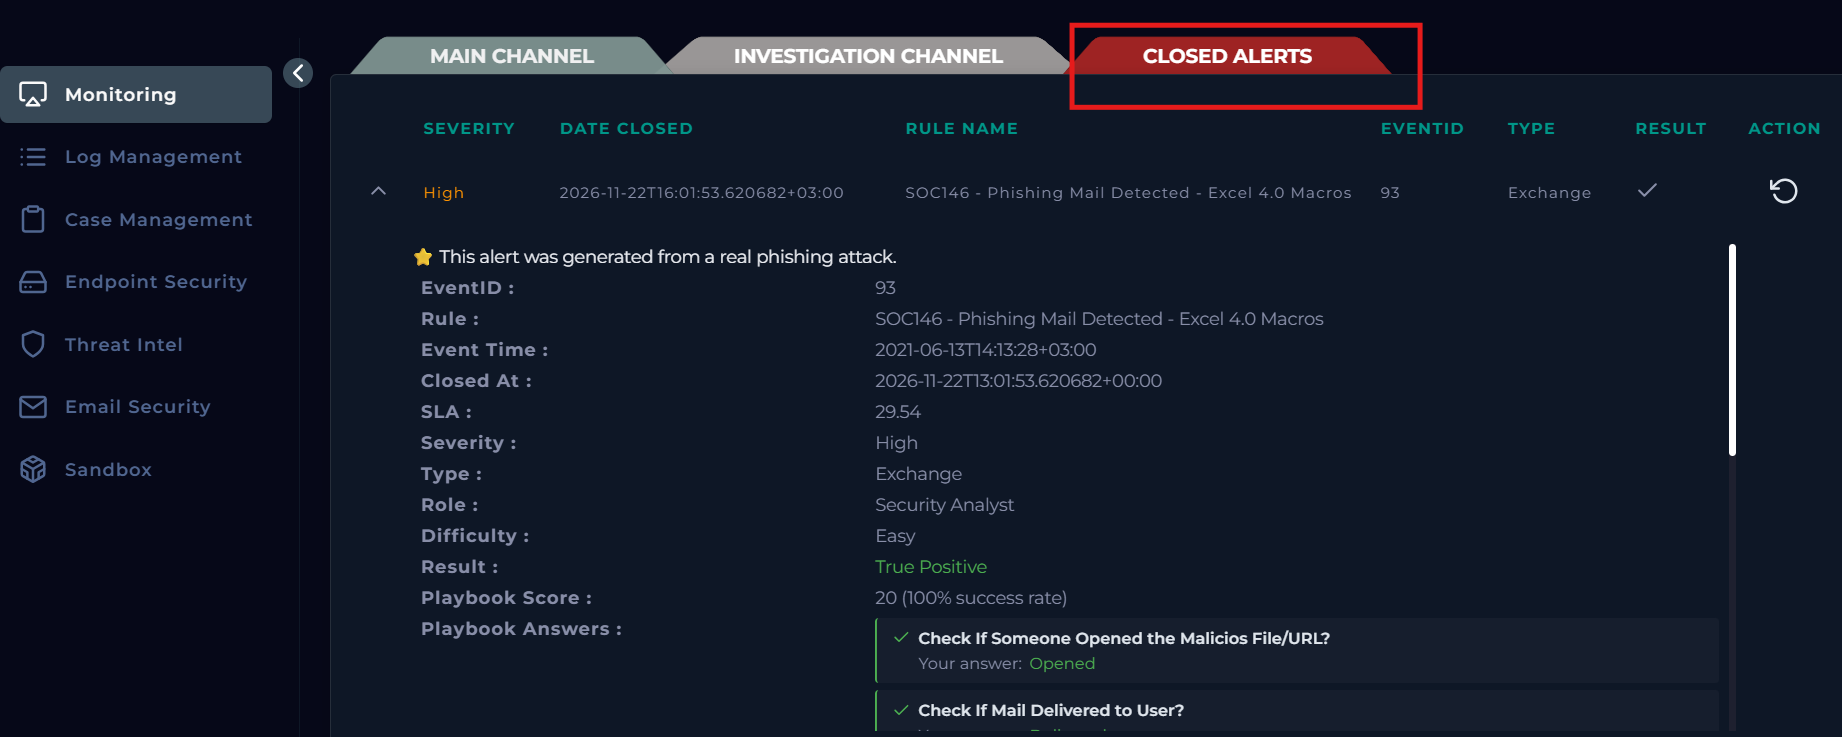 MAIN CHANNEL
INVESTIGATION CHANNEL
CLOSED ALERTS
Monitoring
Log Management
Case Management
Endpoint Security
Threat Intel
Email Security
Sandbox
SEVERITY DATE CLOSED RULE NAME EVENTID TYPE RESULT ACTION
High 2026-11-22T16:01:53.620682+03:00 SOC146 - Phishing Mail Detected - Excel 4.0 Macros 93 Exchange
This alert was generated from a real phishing attack.
EventID : 93
Rule : SOC146 - Phishing Mail Detected - Excel 4.0 Macros
Event Time : 2021-06-13T14:13:28+03:00
Closed At : 2026-11-22T13:01:53.620682+00:00
SLA : 29.54
Severity : High
Type : Exchange
Role : Security Analyst
Difficulty : Easy
Result : True Positive
Playbook Score : 20 (100% success rate)
Playbook Answers :
Check If Someone Opened the Malicios File/URL?
Your answer: Opened
Check If Mail Delivered to User?